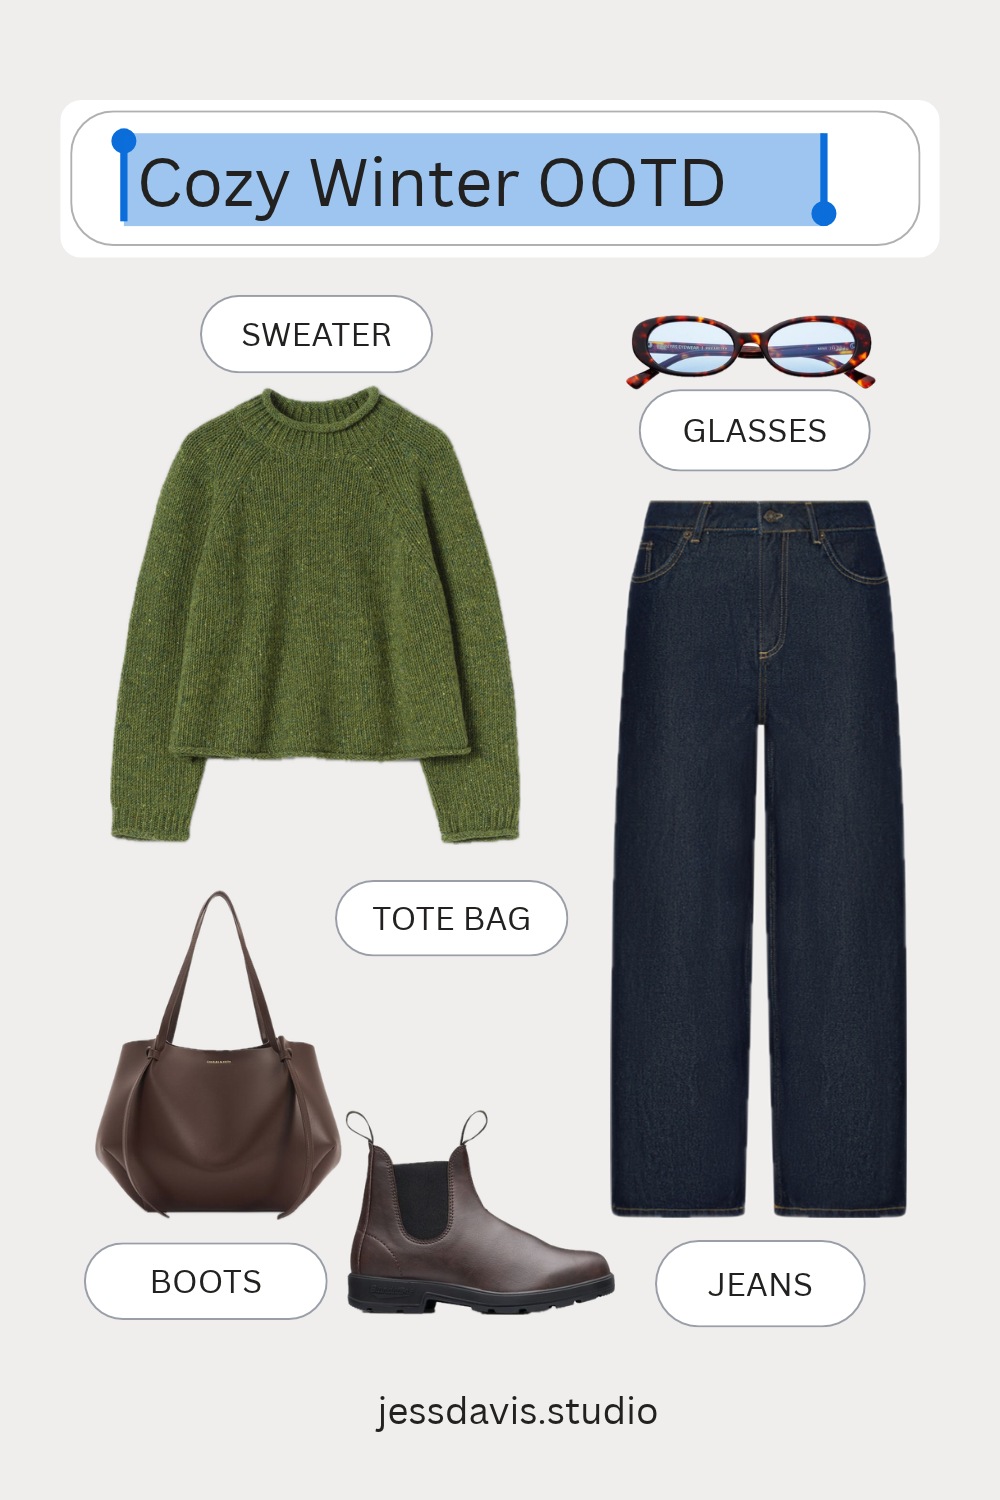 Cozy Winter OOTD
SWEATER
GLASSES
TOTE BAG
BOOTS
JEANS
jessdavis.studio